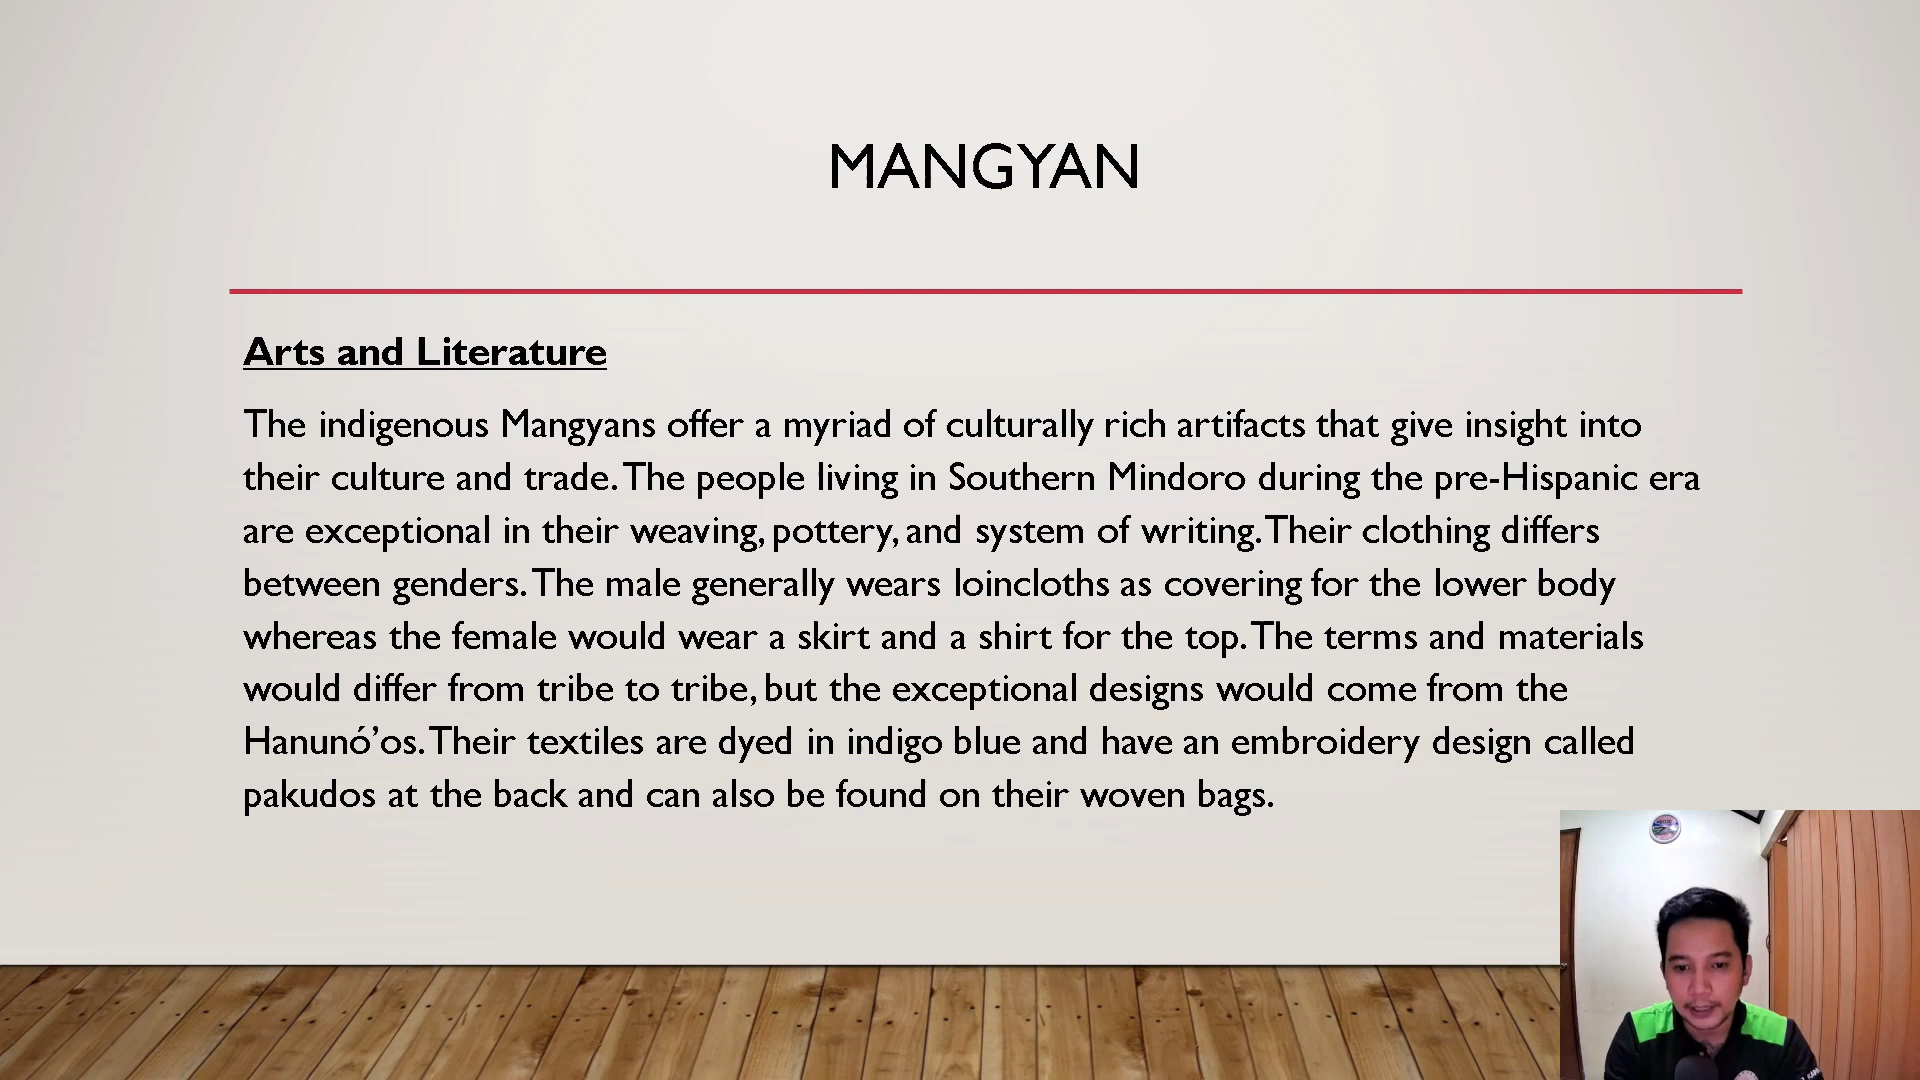 MANGYAN
Arts and Literature
The indigenous Mangyans offer a myriad of culturally rich artifacts that give insight into
their culture and trade. The people living in Southern Mindoro during the pre-Hispanic era
are exceptional in their weaving, pottery, and system of writing. Their clothing differs
between genders. The male generally wears loincloths as covering for the lower body
whereas the female would wear a skirt and a shirt for the top. The terms and materials
would differ from tribe to tribe, but the exceptional designs would come from the
Hanunó’os. Their textiles are dyed in indigo blue and have an embroidery design called
pakudos at the back and can also be found on their woven bags.